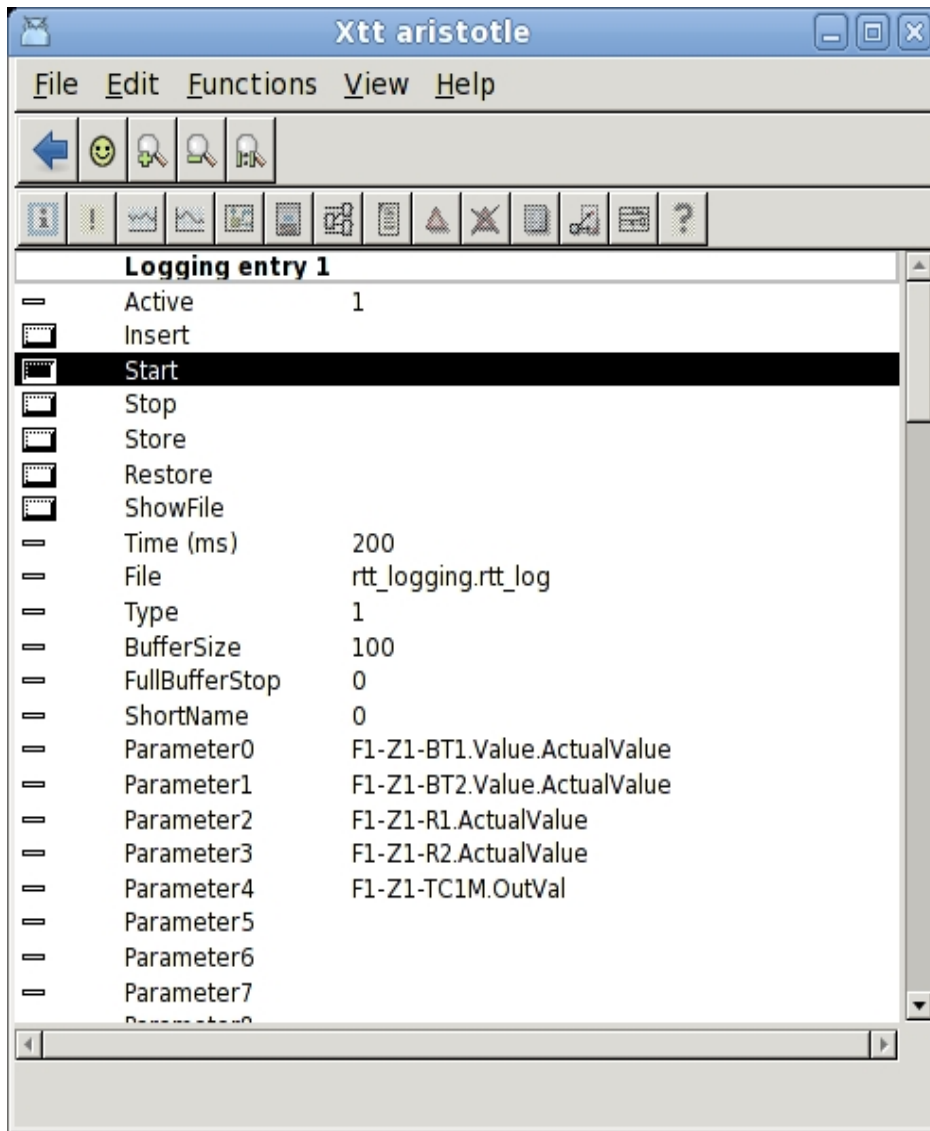 Xtt aristotle
File Edit Functions View Help
Logging entry 1
Active 1
Insert
Start
Stop
Store
Restore
ShowFile
Time (ms) 200
File rtt_logging.rtt_log
Type 1
BufferSize 100
FullBufferStop 0
ShortName 0
Parameter0 F1-Z1-BT1.Value.ActualValue
Parameter1 F1-Z1-BT2.Value.ActualValue
Parameter2 F1-Z1-R1.ActualValue
Parameter3 F1-Z1-R2.ActualValue
Parameter4 F1-Z1-TC1M.OutVal
Parameter5
Parameter6
Parameter7